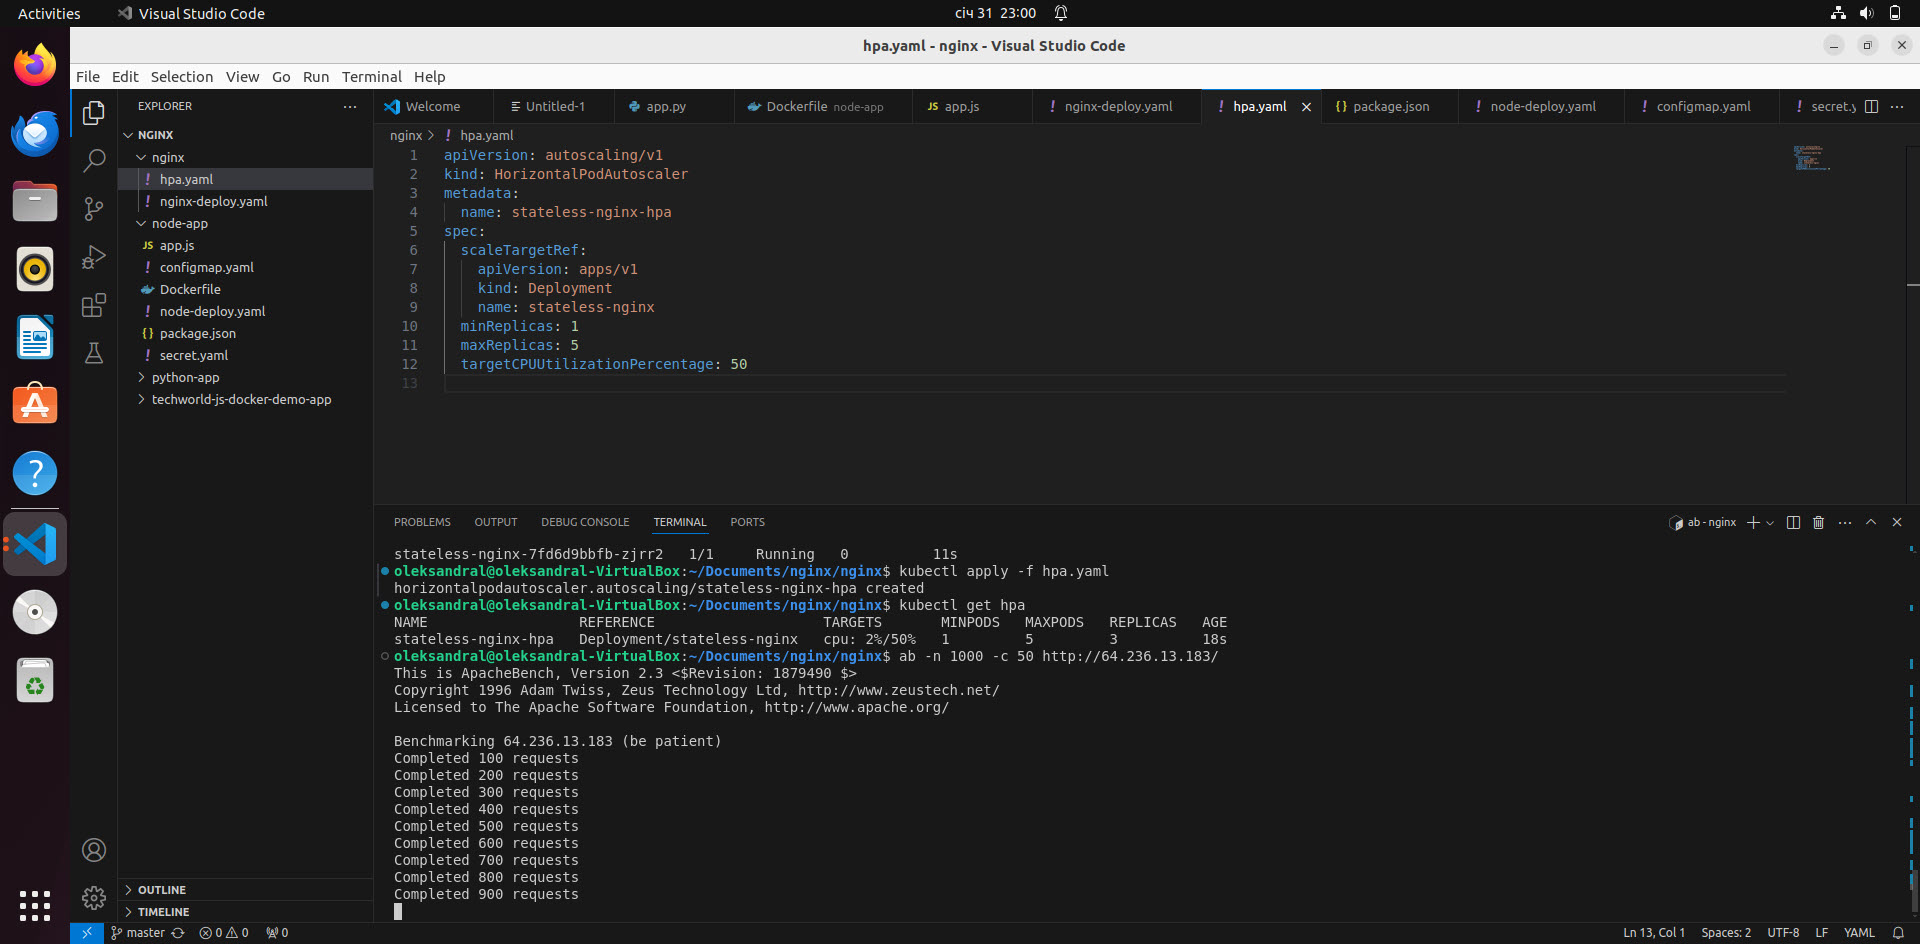 Activities
Visual Studio Code
січ 31 23:00
hpa.yaml - nginx - Visual Studio Code
File Edit Selection View Go Run Terminal Help
EXPLORER
NGINX
nginx
hpa.yaml
nginx-deploy.yaml
node-app
JS app.js
configmap.yaml
Dockerfile
node-deploy.yaml
package.json
secret.yaml
python-app
techworld-js-docker-demo-app
OUTLINE
TIMELINE
Welcome
Untitled-1
app.py
Dockerfile node-app
JS app.js
! nginx-deploy.yaml
! hpa.yaml
{} package.json
! node-deploy.yaml
! configmap.yaml
! secret.y
nginx > ! hpa.yaml
1 apiVersion: autoscaling/v1
2 kind: HorizontalPodAutoscaler
3 metadata:
4   name: stateless-nginx-hpa
5 spec:
6   scaleTargetRef:
7     apiVersion: apps/v1
8     kind: Deployment
9     name: stateless-nginx
10   minReplicas: 1
11   maxReplicas: 5
12   targetCPUUtilizationPercentage: 50
13
PROBLEMS OUTPUT DEBUG CONSOLE TERMINAL PORTS
ab - nginx
stateless-nginx-7fd6d9bbfb-zjrr2   1/1     Running   0          11s
oleksandral@oleksandral-VirtualBox:~/Documents/nginx/nginx$ kubectl apply -f hpa.yaml
horizontalpodautoscaler.autoscaling/stateless-nginx-hpa created
oleksandral@oleksandral-VirtualBox:~/Documents/nginx/nginx$ kubectl get hpa
NAME                  REFERENCE                    TARGETS       MINPODS   MAXPODS   REPLICAS   AGE
stateless-nginx-hpa   Deployment/stateless-nginx   cpu: 2%/50%   1         5         3          18s
oleksandral@oleksandral-VirtualBox:~/Documents/nginx/nginx$ ab -n 1000 -c 50 http://64.236.13.183/
This is ApacheBench, Version 2.3 <$Revision: 1879490 $>
Copyright 1996 Adam Twiss, Zeus Technology Ltd, http://www.zeustech.net/
Licensed to The Apache Software Foundation, http://www.apache.org/
Benchmarking 64.236.13.183 (be patient)
Completed 100 requests
Completed 200 requests
Completed 300 requests
Completed 400 requests
Completed 500 requests
Completed 600 requests
Completed 700 requests
Completed 800 requests
Completed 900 requests
master 0 0 0
Ln 13, Col 1 Spaces: 2 UTF-8 LF YAML